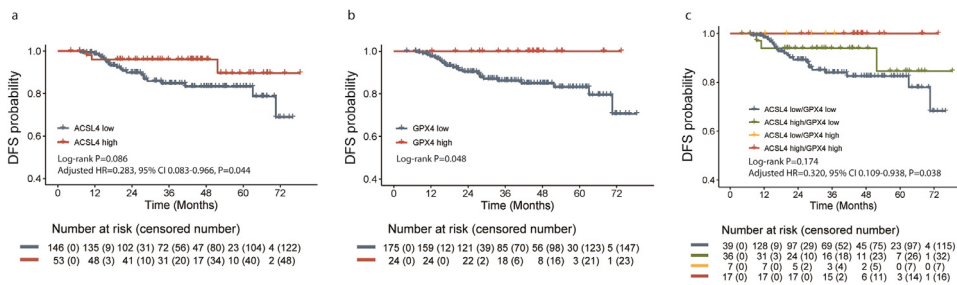 a
DFS probability
1.0
0.8
0.6
0.4
ACSL4 low
ACSL4 high
Log-rank P=0.086
Adjusted HR=0.283, 95% CI 0.083-0.966, P=0.044
0 12 24 36 48 60 72
Time (Months)
Number at risk (censored number)
146 (0) 135 (9) 102 (31) 72 (56) 47 (80) 23 (104) 4 (122)
53 (0) 48 (3) 41 (10) 31 (20) 17 (34) 10 (40) 2 (48)
b
DFS probability
1.0
0.8
0.6
0.4
GPX4 low
GPX4 high
Log-rank P=0.048
0 12 24 36 48 60 72
Time (Months)
Number at risk (censored number)
175 (0) 159 (12) 121 (39) 85 (70) 56 (98) 30 (123) 5 (147)
24 (0) 24 (0) 22 (2) 18 (6) 8 (16) 3 (21) 1 (23)
c
DFS probability
1.0
0.8
0.6
0.4
ACSL4 low/GPX4 low
ACSL4 high/GPX4 low
ACSL4 low/GPX4 high
ACSL4 high/GPX4 high
Log-rank P=0.174
Adjusted HR=0.320, 95% CI 0.109-0.938, P=0.038
0 12 24 36 48 60 72
Time (Months)
Number at risk (censored number)
39 (0) 128 (9) 97 (29) 69 (52) 45 (75) 23 (97) 4 (115)
36 (0) 31 (3) 24 (10) 16 (18) 11 (23) 7 (26) 1 (32)
7 (0) 7 (0) 5 (2) 3 (4) 2 (5) 0 (7) 0 (7)
17 (0) 17 (0) 17 (0) 15 (2) 6 (11) 3 (14) 1 (16)